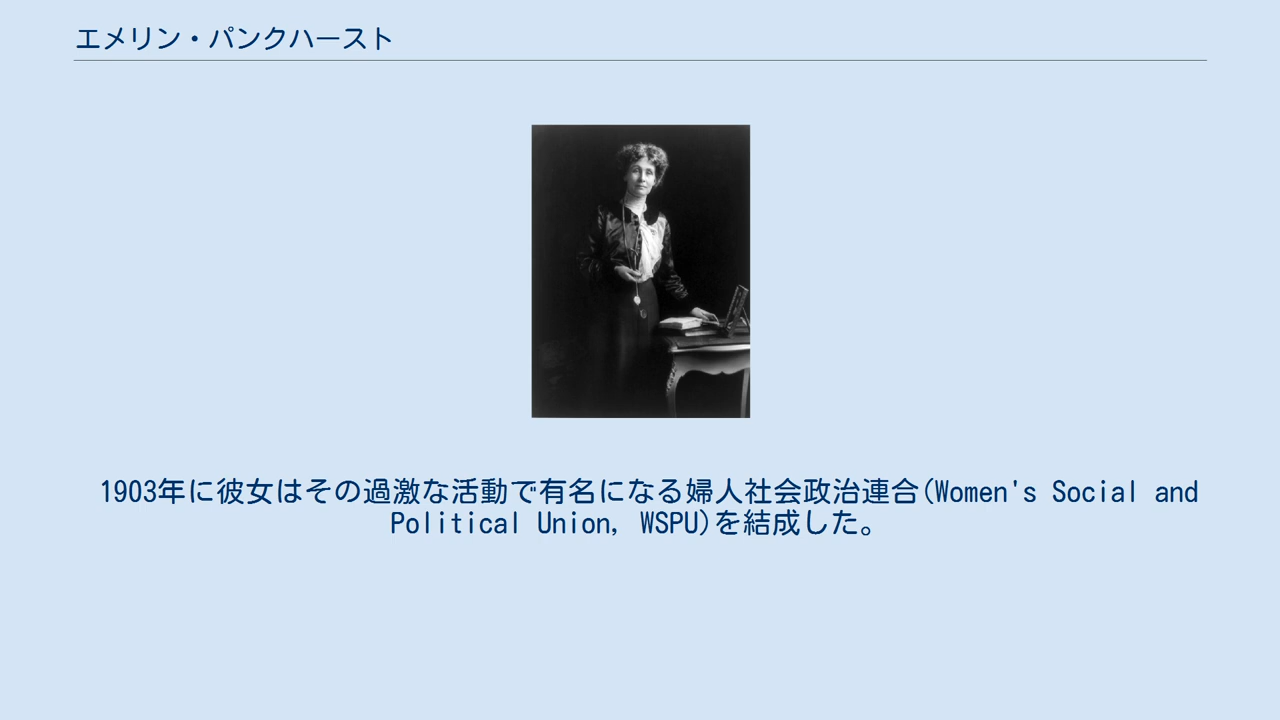 エメリン・パンクハースト
1903年に彼女はその過激な活動で有名になる婦人社会政治連合(Women's Social and
Political Union, WSPU)を結成した。